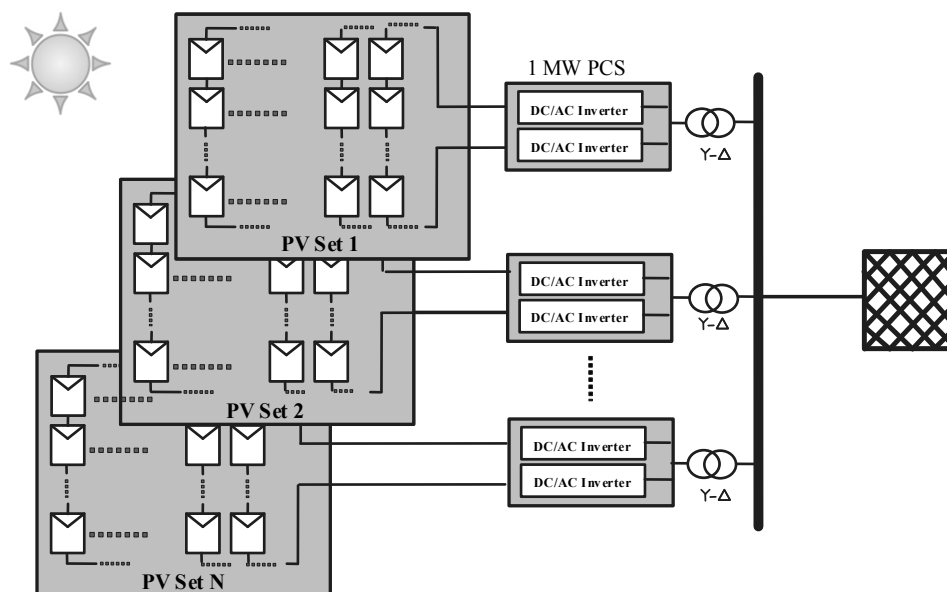 1 MW PCS
DC/AC Inverter
DC/AC Inverter
Y-Δ
PV Set 1
DC/AC Inverter
DC/AC Inverter
Y-Δ
PV Set 2
DC/AC Inverter
DC/AC Inverter
Y-Δ
PV Set N